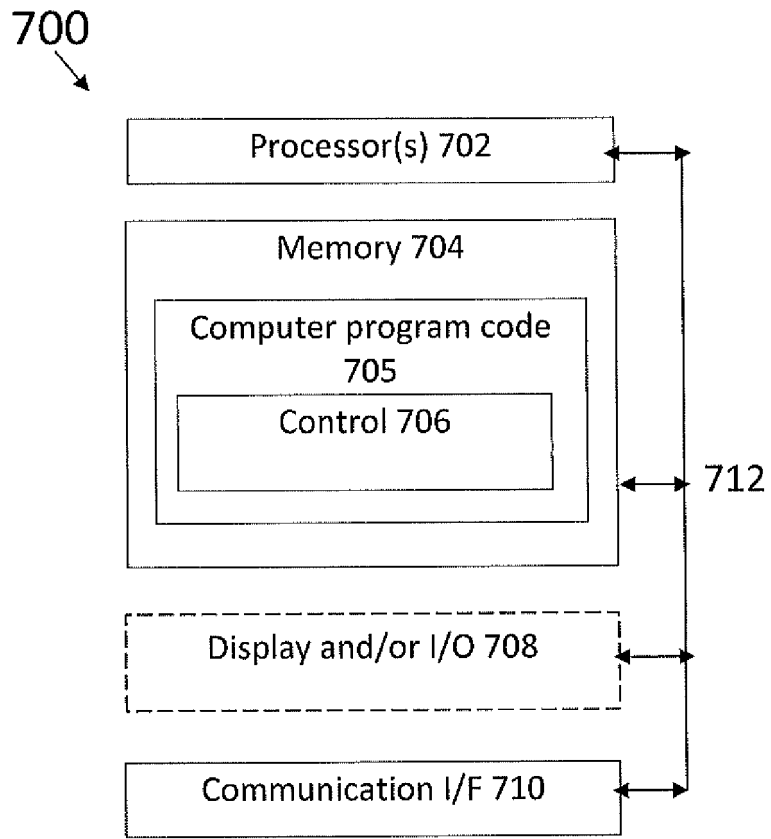 700
Processor(s) 702
Memory 704
Computer program code
705
Control 706
712
Display and/or I/O 708
Communication I/F 710